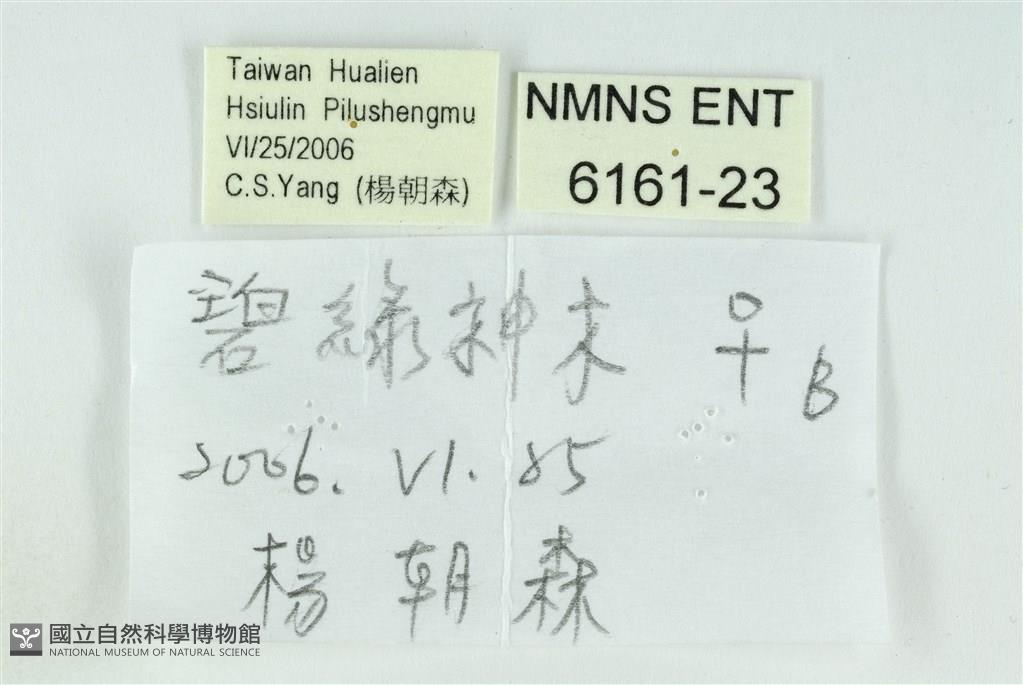 Taiwan Hualien
Hsiulin Pilushengmu
VI/25/2006
C.S.Yang (楊朝森)
NMNS ENT
6161-23
碧綠神木 ♀ B
2006. VI. 25
楊朝森
國立自然科學博物館
NATIONAL MUSEUM OF NATURAL SCIENCE